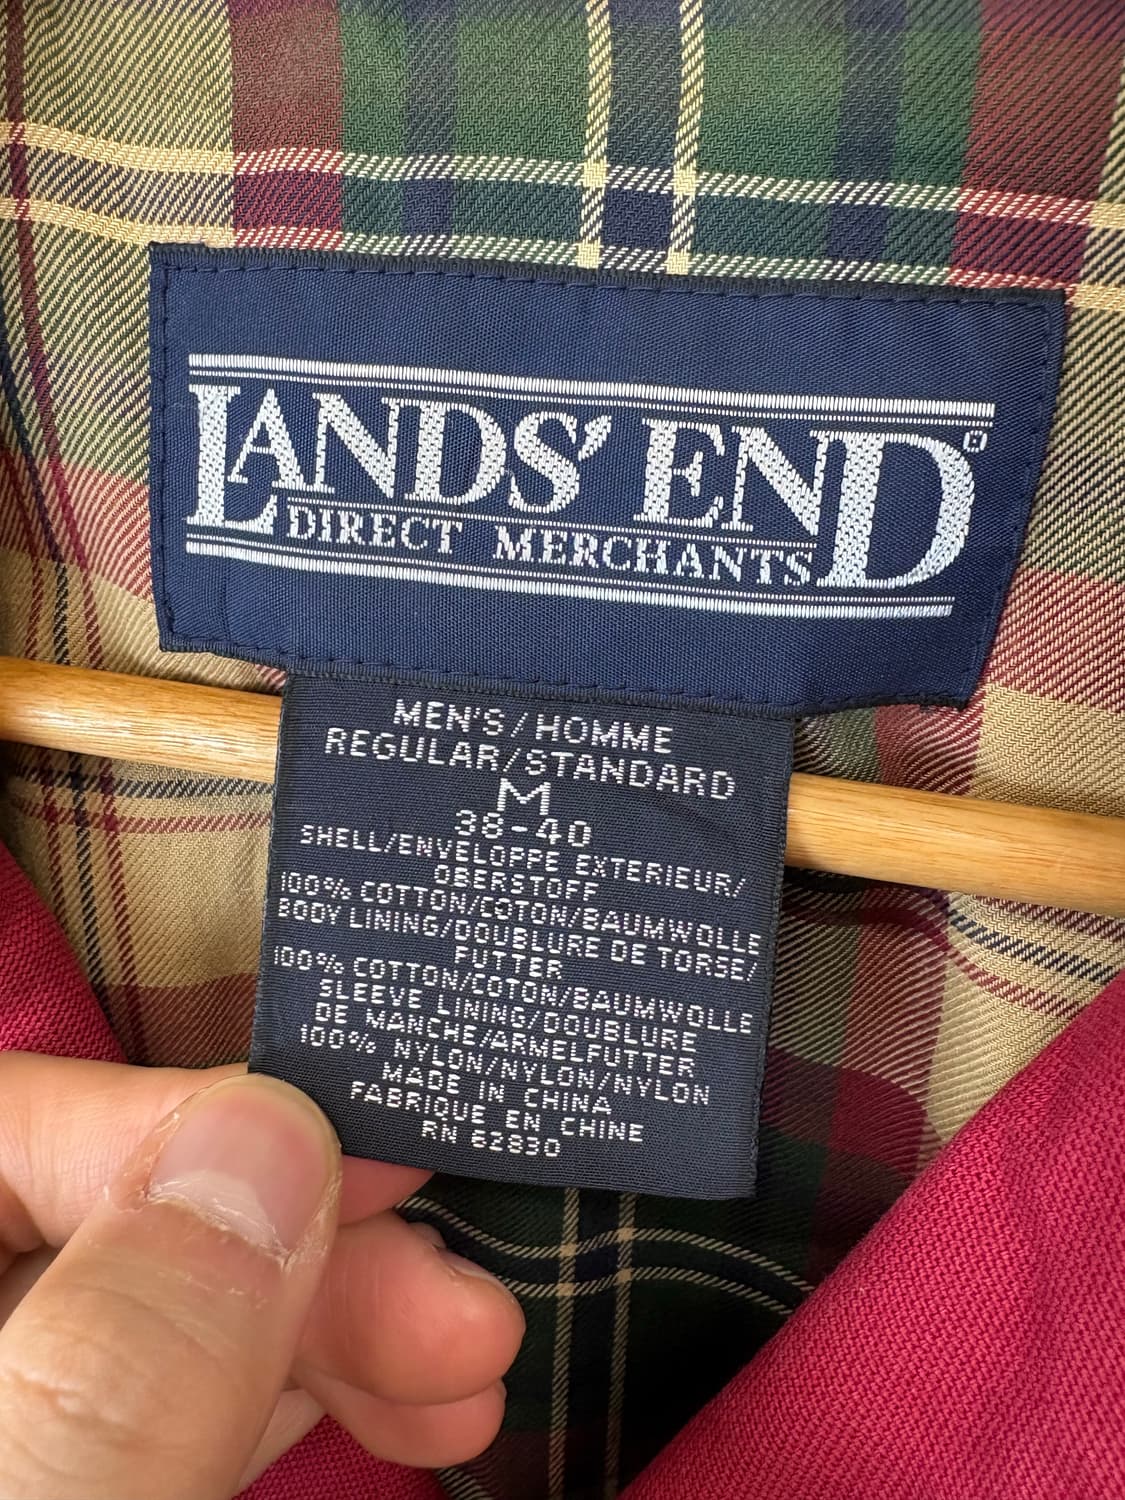 LANDS' END
DIRECT MERCHANTS
MEN'S/HOMME
REGULAR/STANDARD
M
38-40
SHELL/ENVELOPPE EXTERIEUR/
OBERSTOFF
100% COTTON/COTON/BAUMWOLLE
BODY LINING/DOUBLURE DE TORSE/
FUTTER
100% COTTON/COTON/BAUMWOLLE
SLEEVE LINING/DOUBLURE
DE MANCHE/ARMELFUTTER
100% NYLON/NYLON/NYLON
MADE IN CHINA
FABRIQUE EN CHINE
RN 62830